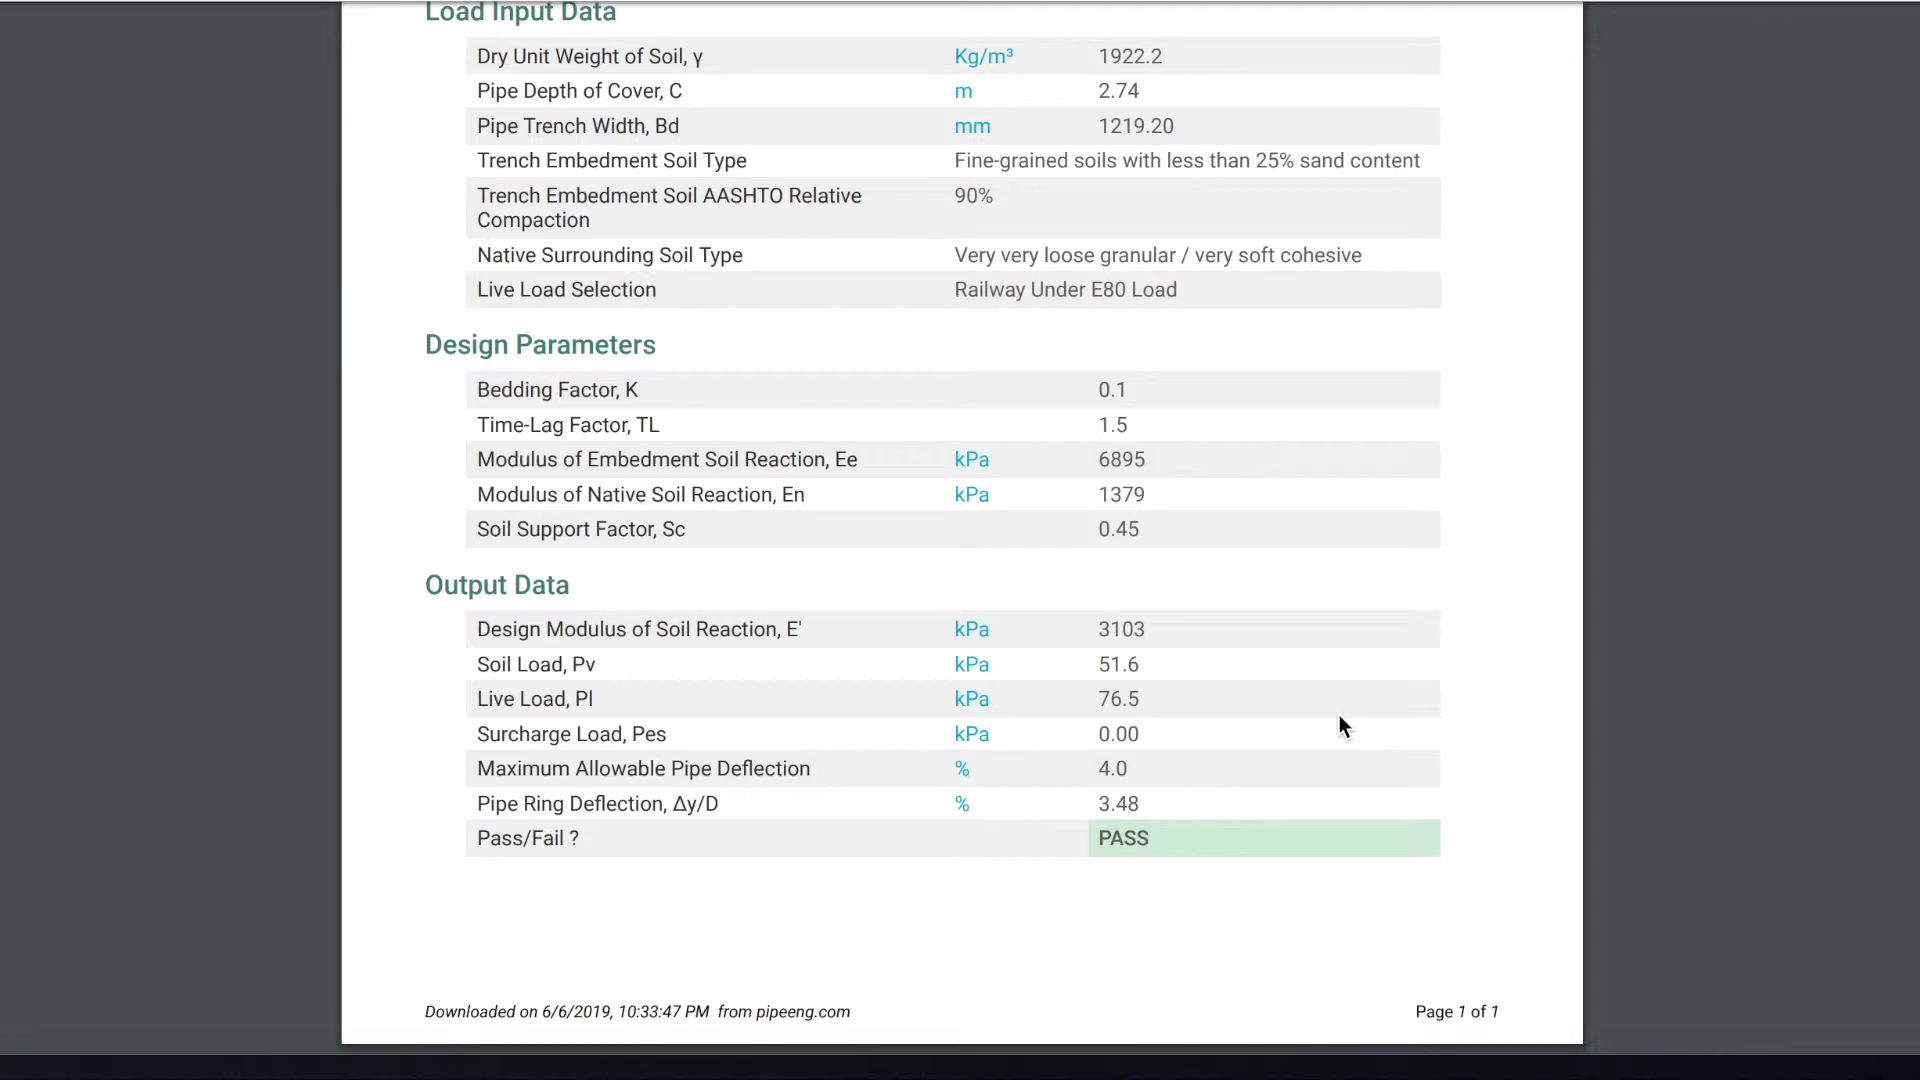 Load Input Data
Dry Unit Weight of Soil, γ Kg/m³ 1922.2
Pipe Depth of Cover, C m 2.74
Pipe Trench Width, Bd mm 1219.20
Trench Embedment Soil Type Fine-grained soils with less than 25% sand content
Trench Embedment Soil AASHTO Relative 90%
Compaction
Native Surrounding Soil Type Very very loose granular / very soft cohesive
Live Load Selection Railway Under E80 Load
Design Parameters
Bedding Factor, K 0.1
Time-Lag Factor, TL 1.5
Modulus of Embedment Soil Reaction, Ee kPa 6895
Modulus of Native Soil Reaction, En kPa 1379
Soil Support Factor, Sc 0.45
Output Data
Design Modulus of Soil Reaction, E' kPa 3103
Soil Load, Pv kPa 51.6
Live Load, Pl kPa 76.5
Surcharge Load, Pes kPa 0.00
Maximum Allowable Pipe Deflection % 4.0
Pipe Ring Deflection, Δy/D % 3.48
Pass/Fail ? PASS
Downloaded on 6/6/2019, 10:33:47 PM from pipeeng.com Page 1 of 1